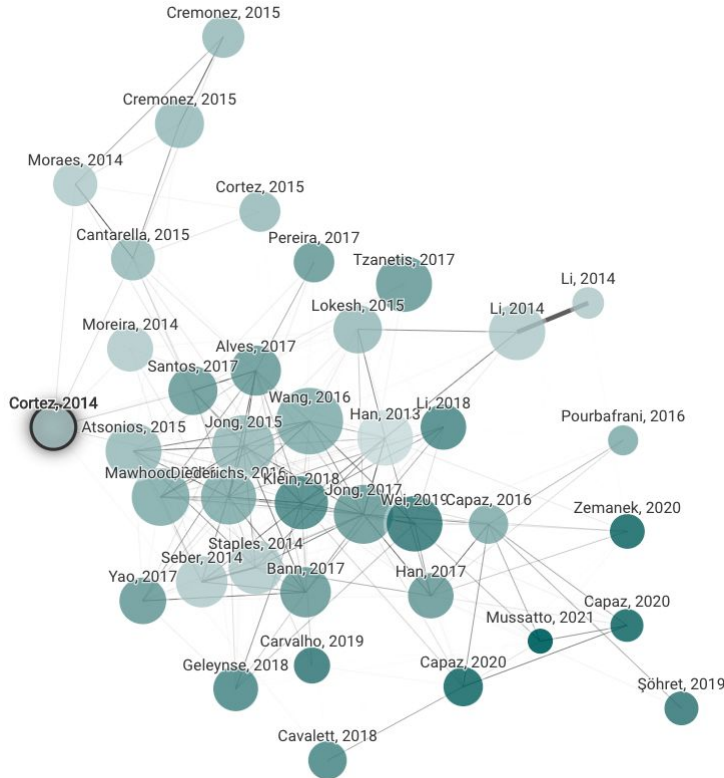 Cremonez, 2015
Cremonez, 2015
Moraes, 2014
Cortez, 2015
Cantarella, 2015
Pereira, 2017
Tzanetis, 2017
Li, 2014
Lokesh, 2015
Li, 2014
Moreira, 2014
Alves, 2017
Santos, 2017
Wang, 2016
Han, 2013
Li, 2018
Cortez, 2014
Atsonios, 2015
Jong, 2015
Pourbafrani, 2016
Mawhood,
Diederichs, 2016
Klein, 2018
Jong, 2017
Wei, 2019
Capaz, 2016
Zemanek, 2020
Staples, 2014
Seber, 2014
Yao, 2017
Bann, 2017
Han, 2017
Mussatto, 2021
Capaz, 2020
Carvalho, 2019
Geleynse, 2018
Capaz, 2020
Şöhret, 2019
Cavalett, 2018